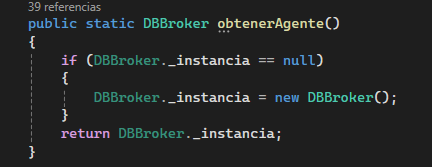 39 referencias
public static DBBroker obtenerAgente()
{
if (DBBroker._instancia == null)
{
DBBroker._instancia = new DBBroker();
}
return DBBroker._instancia;
}